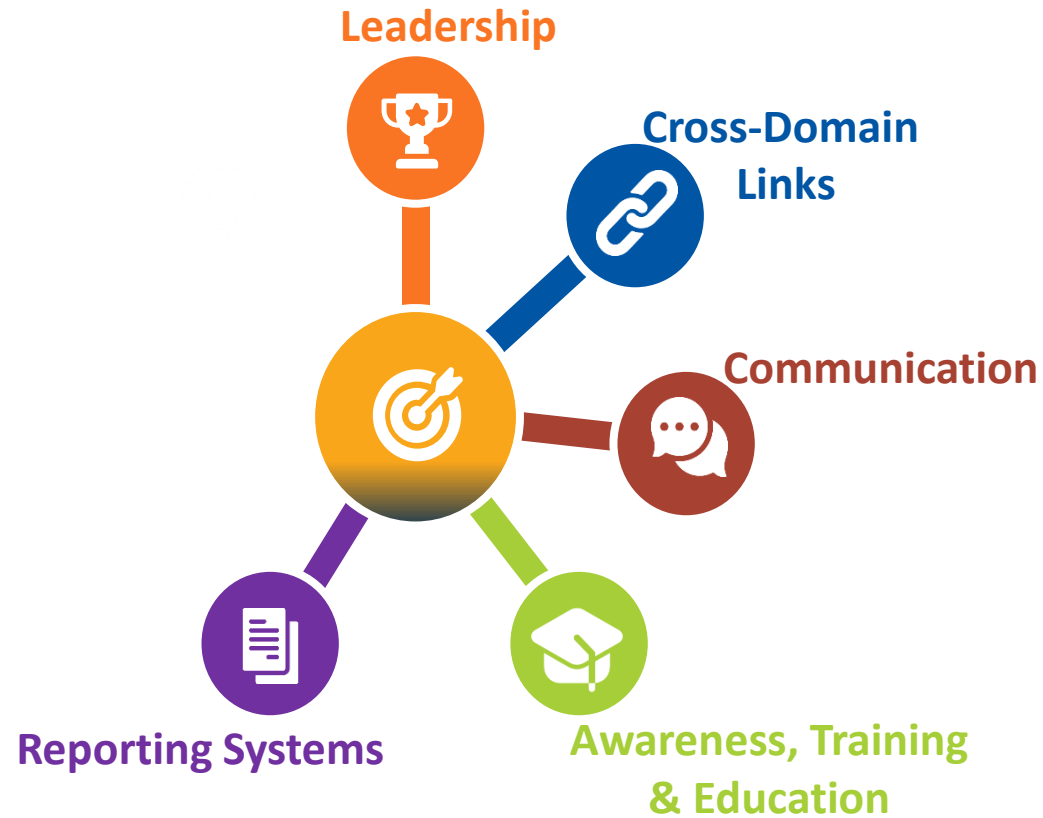 Leadership
Cross-Domain
Links
Communication
Reporting Systems
Awareness, Training
& Education